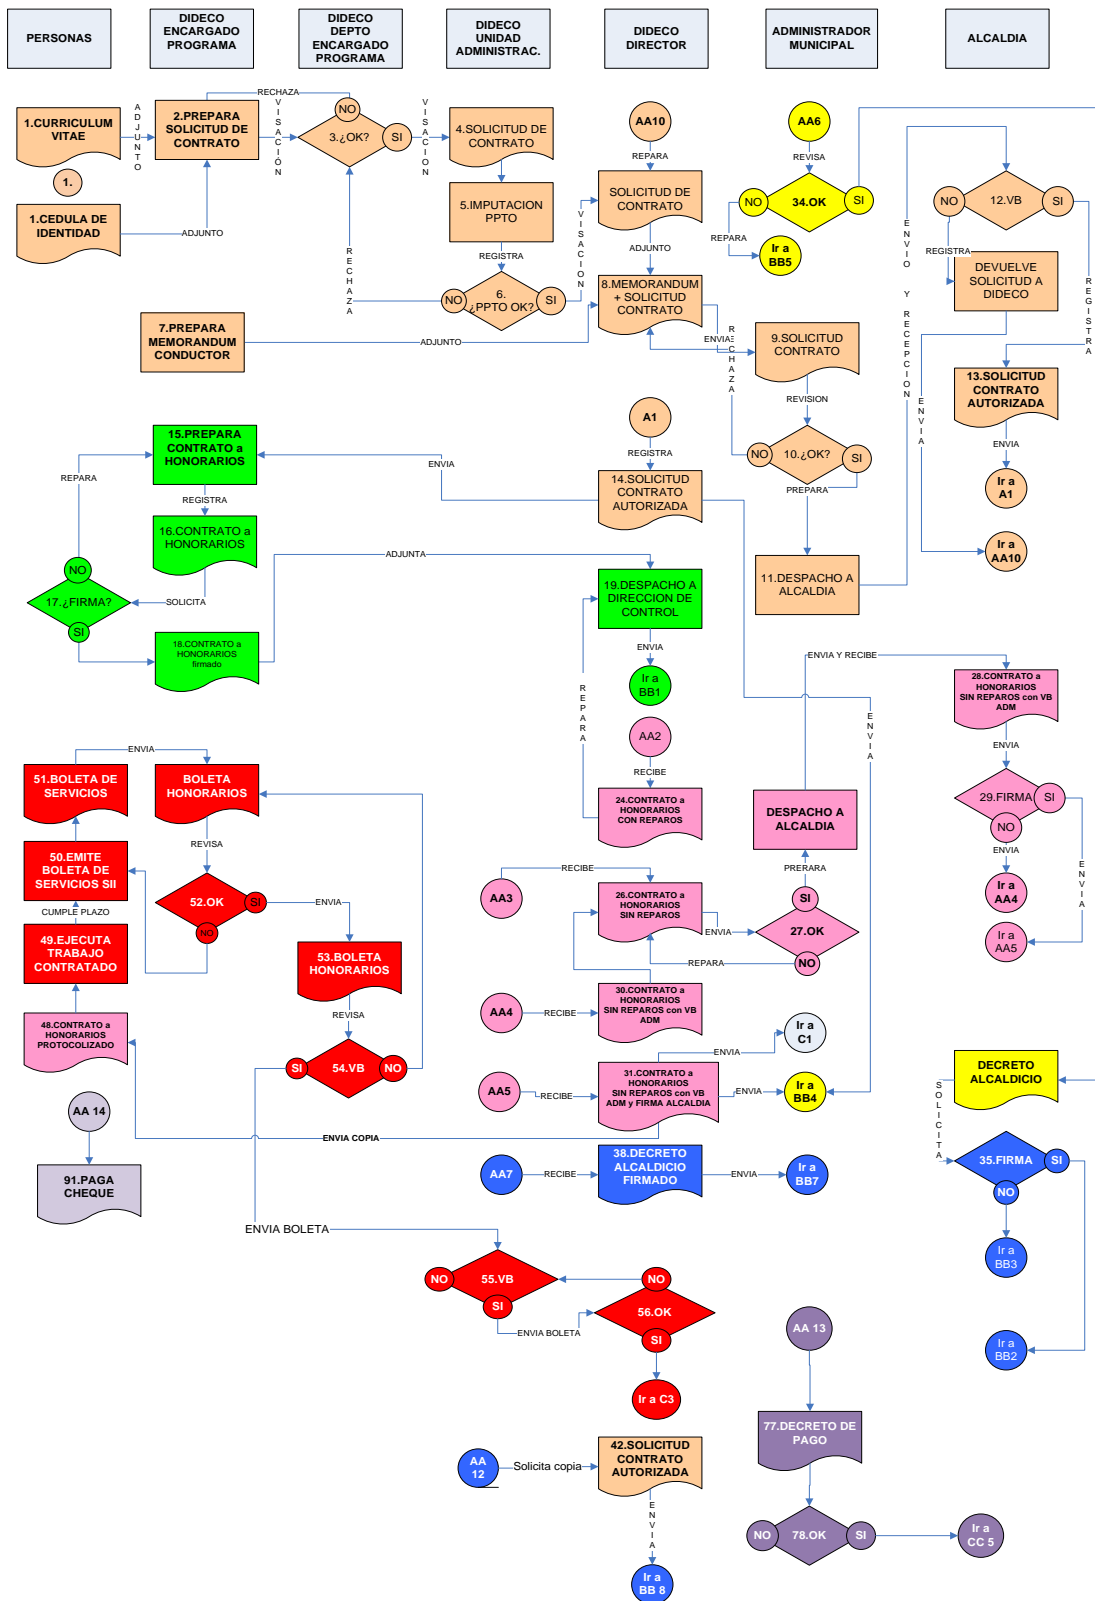 PERSONAS
DIDECO
ENCARGADO
PROGRAMA
DIDECO
DEPTO
ENCARGADO
PROGRAMA
DIDECO
UNIDAD
ADMINISTRAC.
DIDECO
DIRECTOR
ADMINISTRADOR
MUNICIPAL
ALCALDIA
1.CURRICULUM
VITAE
ADJUNTO
2.PREPARA
SOLICITUD DE
CONTRATO
RECHAZA
VISACIÓN
NO
3.¿OK?
SI
VISACION
4.SOLICITUD DE
CONTRATO
AA10
REPARA
AA6
REVISA
1.
1.CEDULA DE
IDENTIDAD
ADJUNTO
5.IMPUTACION
PPTO
REGISTRA
RECHAZA
NO
6.
¿PPTO OK?
SI
VISACION
SOLICITUD DE
CONTRATO
ADJUNTO
NO
34.OK
SI
REPARA
Ir a
BB5
ENVIO Y RECEPCION
NO
12.VB
SI
REGISTRA
DEVUELVE
SOLICITUD A
DIDECO
REGISTRA
7.PREPARA
MEMORANDUM
CONDUCTOR
ADJUNTO
8.MEMORANDUM
+ SOLICITUD
CONTRATO
ENVIA
RECHAZA
9.SOLICITUD
CONTRATO
REVISION
NO
10.¿OK?
SI
PREPARA
11.DESPACHO A
ALCALDIA
ENVIA
13.SOLICITUD
CONTRATO
AUTORIZADA
ENVIA
Ir a
A1
Ir a
AA10
A1
REGISTRA
14.SOLICITUD
CONTRATO
AUTORIZADA
ENVIA
ENVIA
15.PREPARA
CONTRATO a
HONORARIOS
REPARA
REGISTRA
16.CONTRATO a
HONORARIOS
SOLICITA
NO
17.¿FIRMA?
SI
18.CONTRATO a
HONORARIOS
firmado
ADJUNTA
19.DESPACHO A
DIRECCION DE
CONTROL
ENVIA
Ir a
BB1
REPARA
AA2
RECIBE
24.CONTRATO a
HONORARIOS
CON REPAROS
ENVIA Y RECIBE
28.CONTRATO a
HONORARIOS
SIN REPAROS con VB
ADM
ENVIA
29.FIRMA
SI
NO
ENVIA
Ir a
AA4
Ir a
AA5
ENVIA
DESPACHO A
ALCALDIA
PRERARA
SI
27.OK
NO
AA3
RECIBE
26.CONTRATO a
HONORARIOS
SIN REPAROS
ENVIA
REPARA
AA4
RECIBE
30.CONTRATO a
HONORARIOS
SIN REPAROS con VB
ADM
AA5
RECIBE
31.CONTRATO a
HONORARIOS
SIN REPAROS con VB
ADM y FIRMA ALCALDIA
ENVIA
Ir a
C1
ENVIA
Ir a
BB4
ENVIA COPIA
51.BOLETA DE
SERVICIOS
ENVIA
BOLETA
HONORARIOS
REVISA
50.EMITE
BOLETA DE
SERVICIOS SII
CUMPLE PLAZO
49.EJECUTA
TRABAJO
CONTRATADO
48.CONTRATO a
HONORARIOS
PROTOCOLIZADO
52.OK
SI
NO
ENVIA
53.BOLETA
HONORARIOS
REVISA
SI
54.VB
NO
AA 14
91.PAGA
CHEQUE
DECRETO
ALCALDICIO
SOLICITA
35.FIRMA
SI
NO
Ir a
BB3
Ir a
BB2
AA7
RECIBE
38.DECRETO
ALCALDICIO
FIRMADO
ENVIA
Ir a
BB7
ENVIA BOLETA
NO
55.VB
SI
ENVIA BOLETA
NO
56.OK
SI
Ir a C3
AA 13
77.DECRETO DE
PAGO
NO
78.OK
SI
Ir a
CC 5
AA
12
Solicita copia
42.SOLICITUD
CONTRATO
AUTORIZADA
ENVIA
Ir a
BB 8